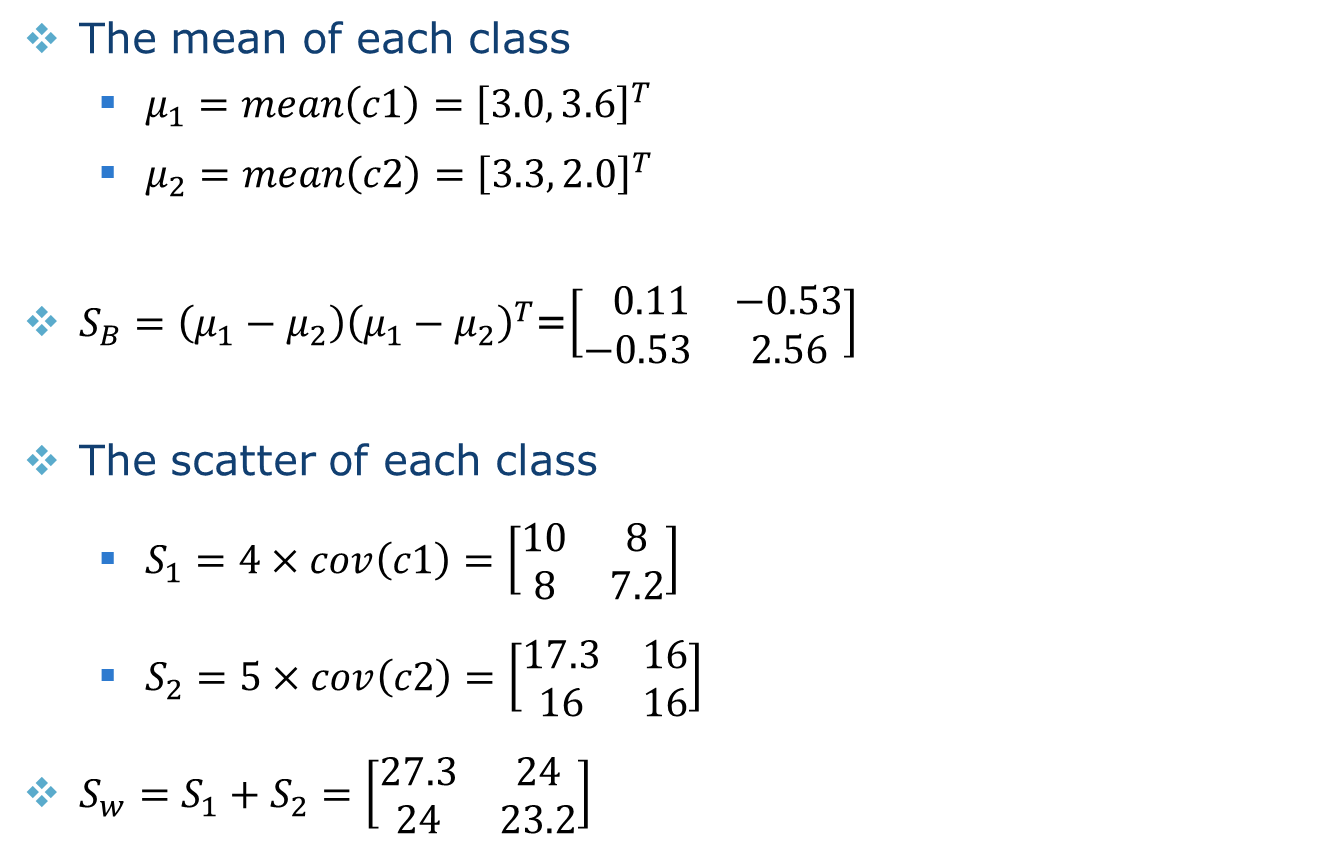 ❖ The mean of each class
▪ μ₁ = mean(c1) = [3.0, 3.6]ᵀ
▪ μ₂ = mean(c2) = [3.3, 2.0]ᵀ
❖ S_B = (μ₁ − μ₂)(μ₁ − μ₂)ᵀ = [0.11 −0.53
−0.53 2.56]
❖ The scatter of each class
▪ S₁ = 4 × cov(c1) = [10 8
8 7.2]
▪ S₂ = 5 × cov(c2) = [17.3 16
16 16]
❖ S_w = S₁ + S₂ = [27.3 24
24 23.2]